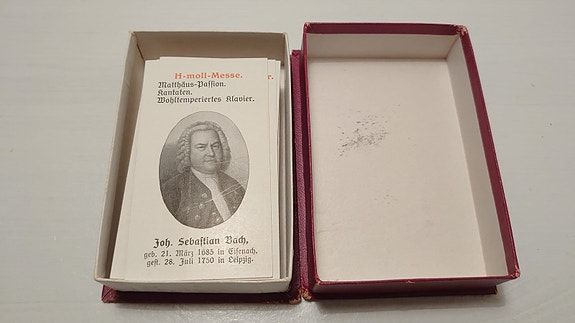 H-moll-Messe.
Matthäus-Passion.
Kantaten.
Wohltemperiertes Klavier.
Joh. Sebastian Bach,
geb. 21. März 1685 in Eisenach,
gest. 28. Juli 1750 in Leipzig.
r.